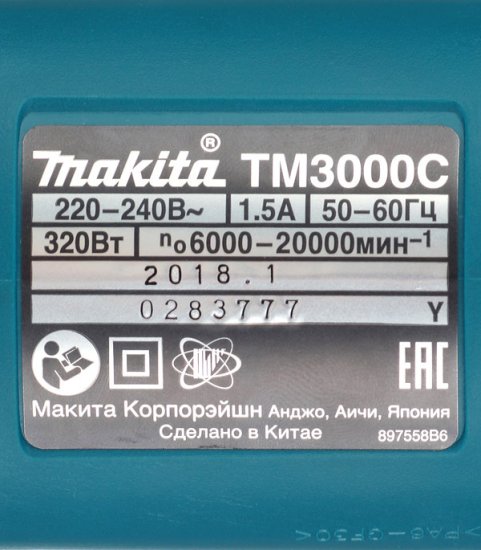 makita® TM3000C
220-240В~ 1.5А 50-60ГЦ
320Вт n₀6000-20000мин⁻¹
2018.1
0283777 Y
EAC
Макита Корпорэйшн Анджо, Аичи, Япония
Сделано в Китае 897558B6